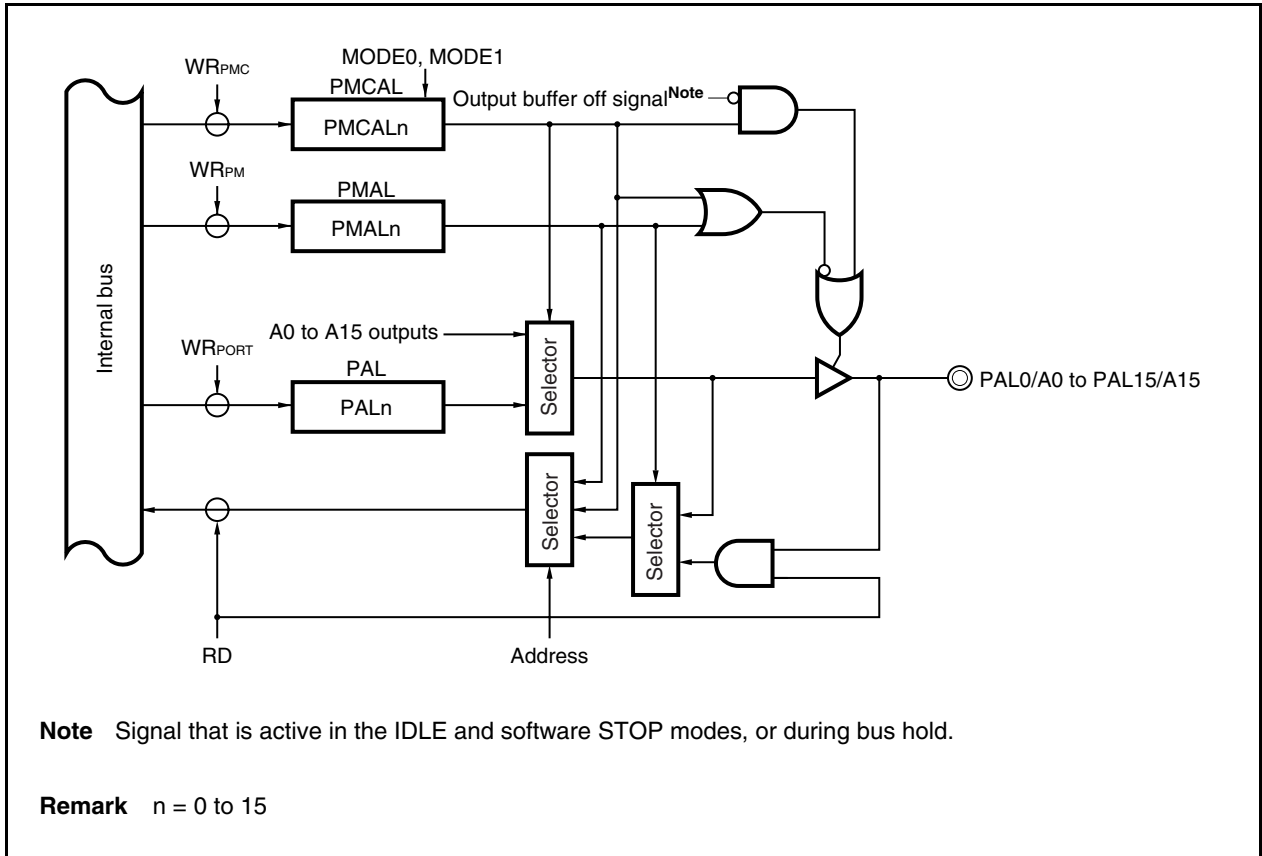 MODE0, MODE1
WRPMC
PMCAL
Output buffer off signalNote
PMCALn
WRPM
PMAL
PMALn
Internal bus
A0 to A15 outputs
WRPORT
PAL
PALn
Selector
PAL0/A0 to PAL15/A15
Selector
Selector
RD
Address
Note Signal that is active in the IDLE and software STOP modes, or during bus hold.
Remark n = 0 to 15